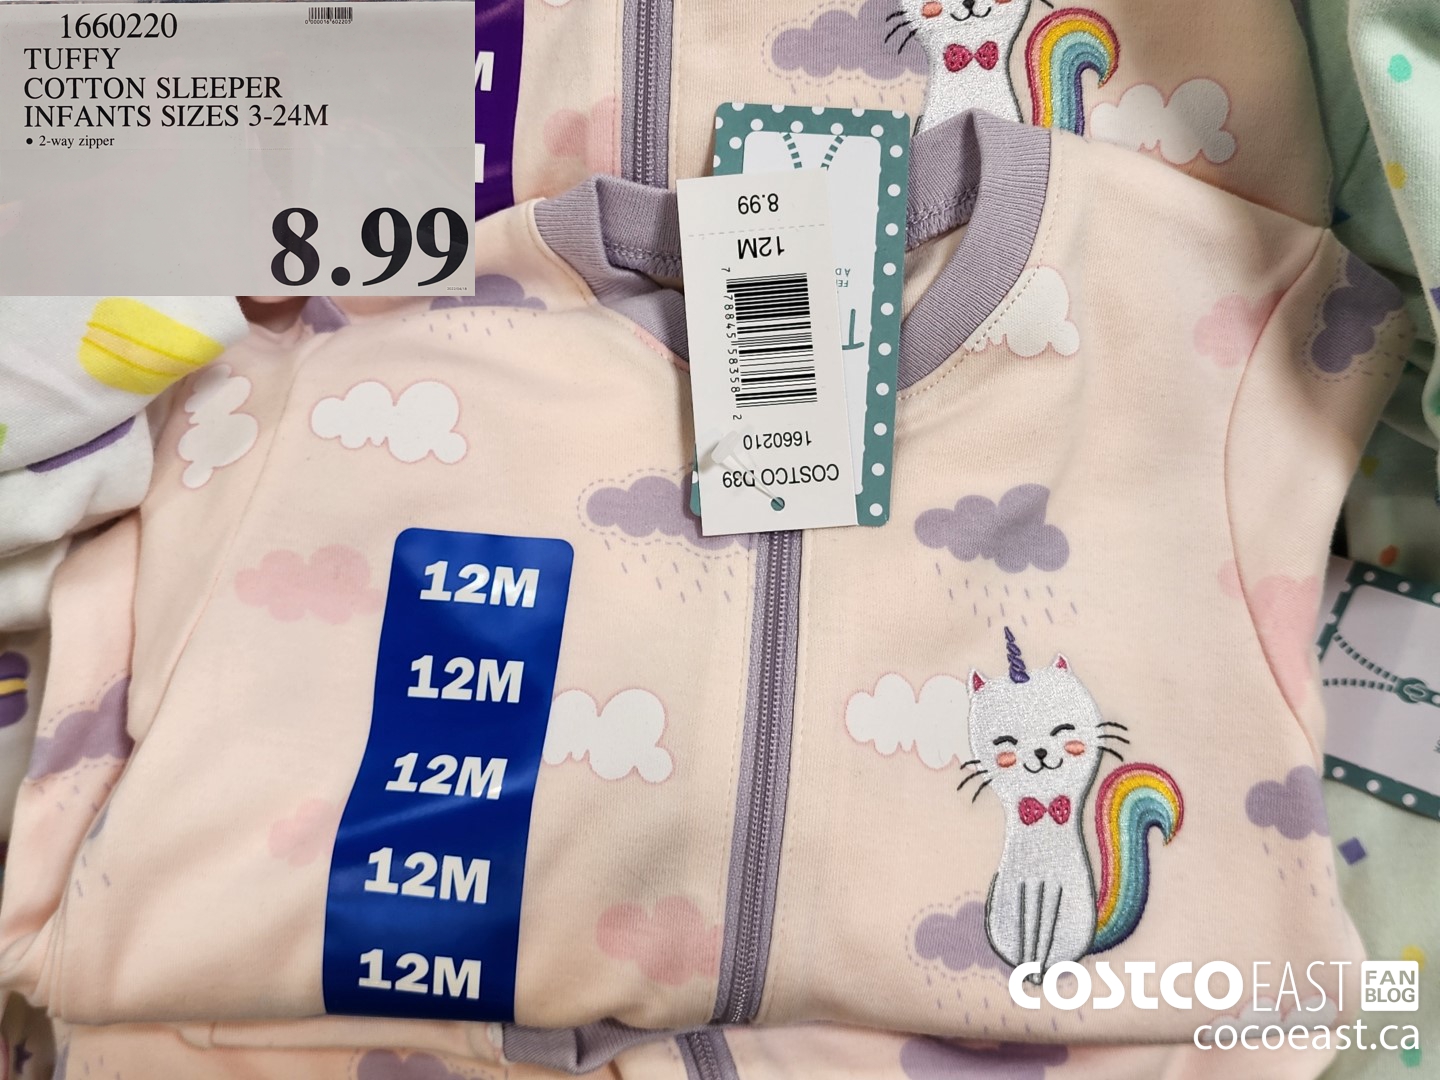 0000016602205
1660220
TUFFY
COTTON SLEEPER
INFANTS SIZES 3-24M
• 2-way zipper
8.99
M
8.99
12M
7 78845 58358 2
1660210
COSTCO D39
12M
12M
12M
12M
12M
COSTCO EAST FAN BLOG
cocoeast.ca